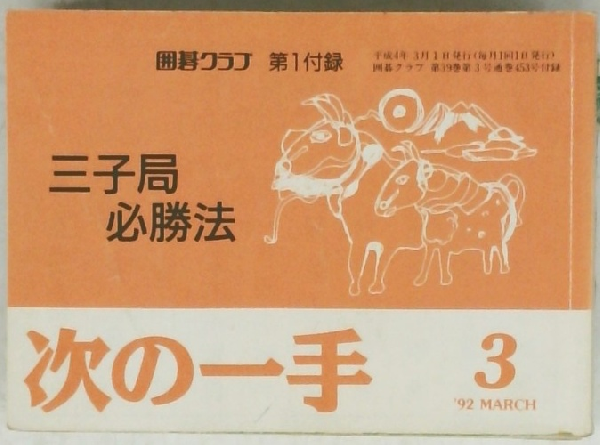 囲碁クラブ 第1付録
平成4年3月1日発行(毎月1回1日発行)
囲碁クラブ 第39巻第3号通巻453号付録
三子局
必勝法
次の一手
3
'92 MARCH